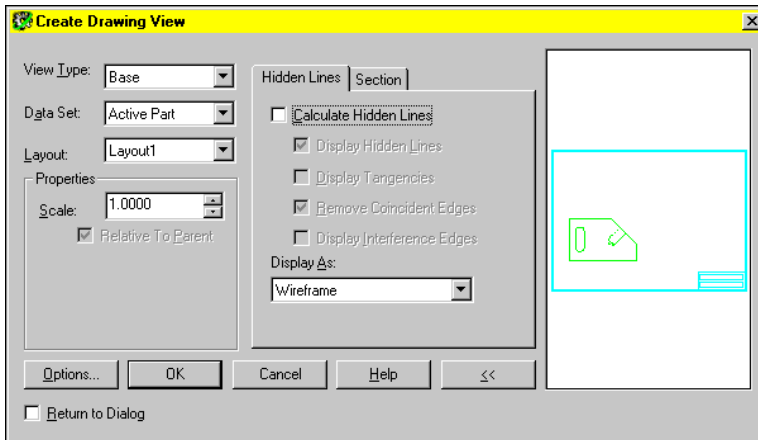 Create Drawing View
View Type: Base
Data Set: Active Part
Layout: Layout1
Properties
Scale: 1.0000
Relative To Parent
Hidden Lines Section
Calculate Hidden Lines
Display Hidden Lines
Display Tangencies
Remove Coincident Edges
Display Interference Edges
Display As:
Wireframe
Options... OK Cancel Help <<
Return to Dialog